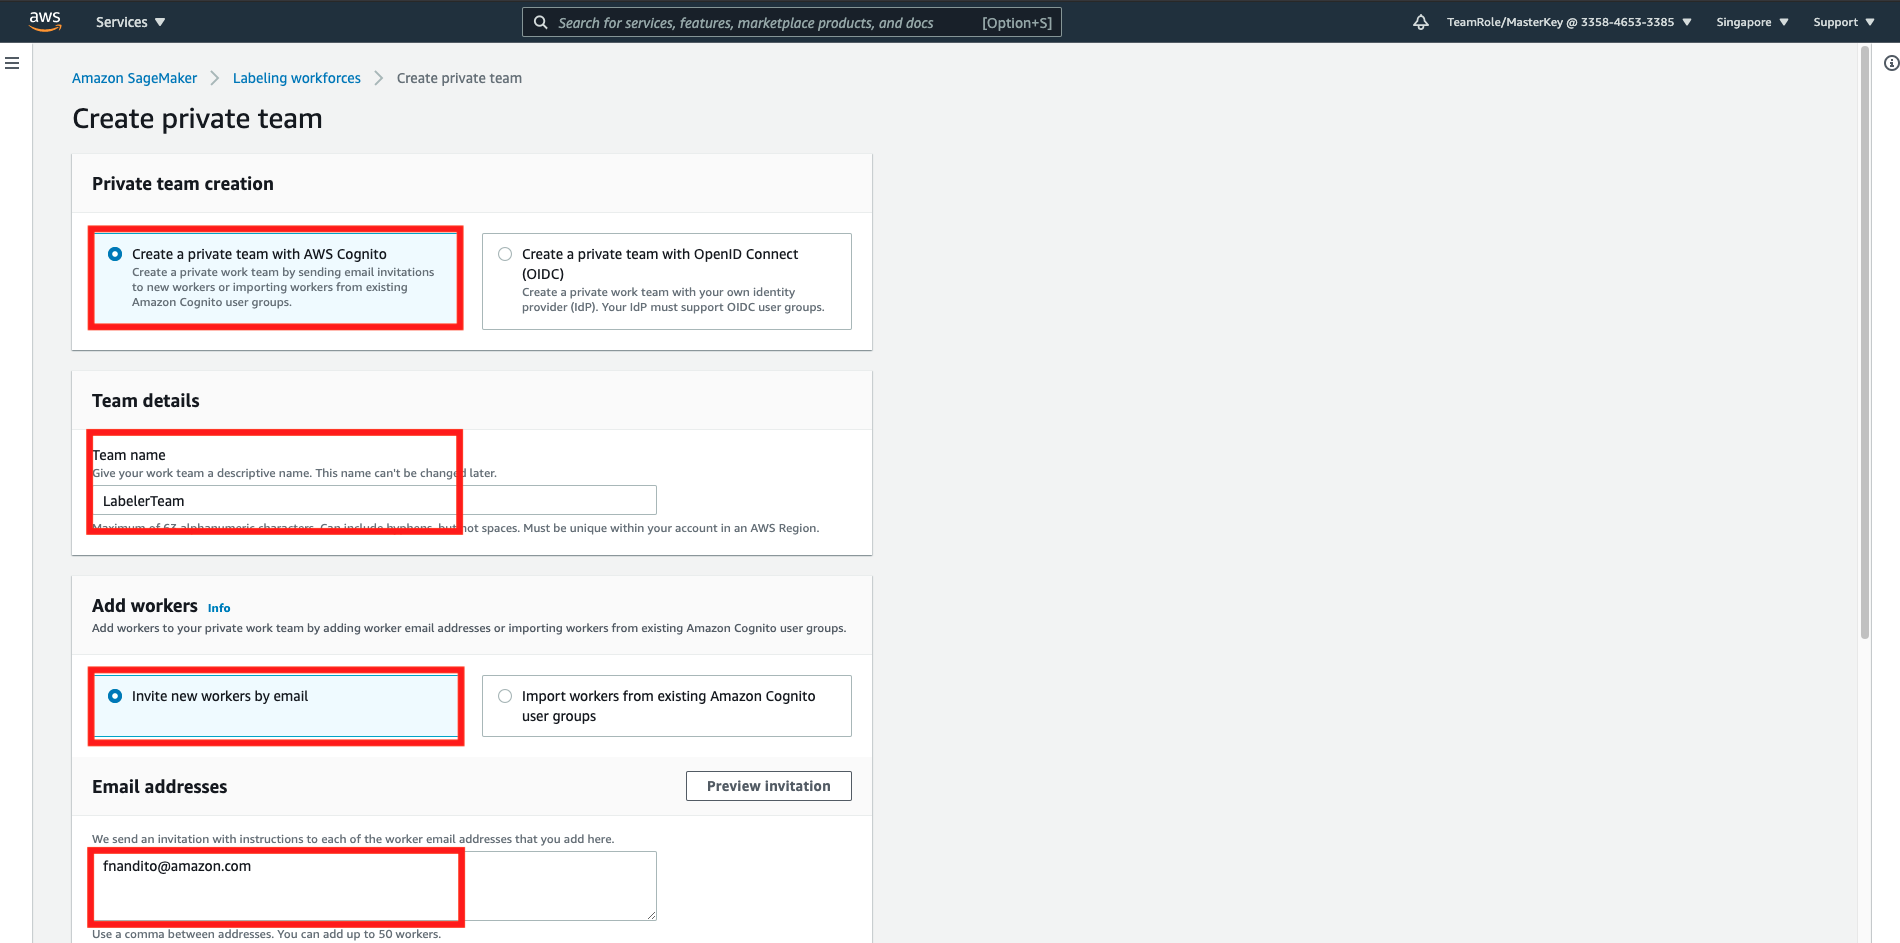 aws
Services ▼
Search for services, features, marketplace products, and docs [Option+S]
TeamRole/MasterKey @ 3358-4653-3385 ▼
Singapore ▼
Support ▼
Amazon SageMaker > Labeling workforces > Create private team
Create private team
Private team creation
Create a private team with AWS Cognito
Create a private work team by sending email invitations
to new workers or importing workers from existing
Amazon Cognito user groups.
Create a private team with OpenID Connect
(OIDC)
Create a private work team with your own identity
provider (IdP). Your IdP must support OIDC user groups.
Team details
Team name
Give your work team a descriptive name. This name can't be changed later.
LabelerTeam
Maximum of 63 alphanumeric characters. Can include hyphens, but not spaces. Must be unique within your account in an AWS Region.
Add workers Info
Add workers to your private work team by adding worker email addresses or importing workers from existing Amazon Cognito user groups.
Invite new workers by email
Import workers from existing Amazon Cognito
user groups
Email addresses
Preview invitation
We send an invitation with instructions to each of the worker email addresses that you add here.
fnandito@amazon.com
Use a comma between addresses. You can add up to 50 workers.